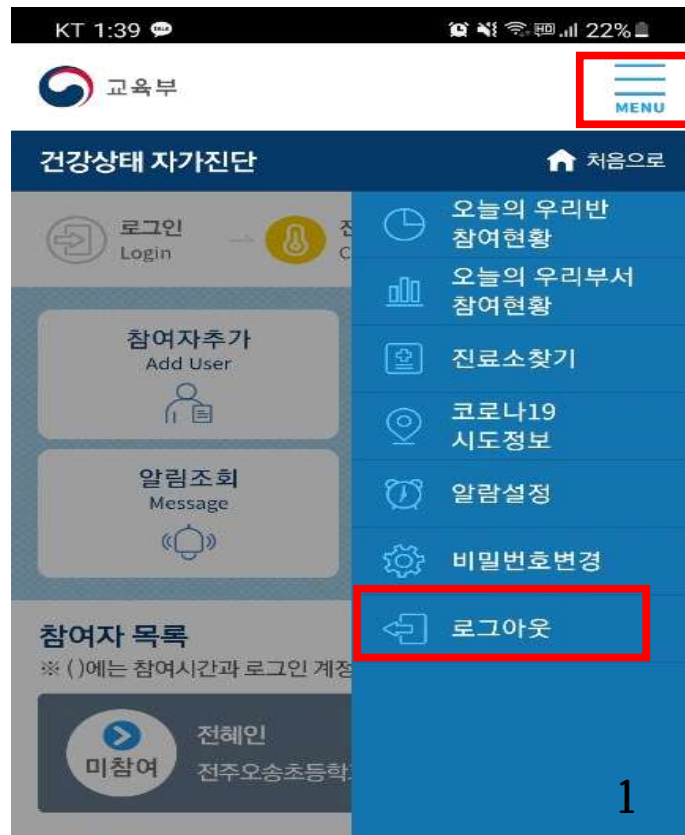 KT 1:39
22%
교육부
MENU
건강상태 자가진단
처음으로
로그인
Login
참여자추가
Add User
알림조회
Message
참여자 목록
※ ( )에는 참여시간과 로그인 계정
미참여
전혜인
전주오송초등학
오늘의 우리반
참여현황
오늘의 우리부서
참여현황
진료소찾기
코로나19
시도정보
알람설정
비밀번호변경
로그아웃
1